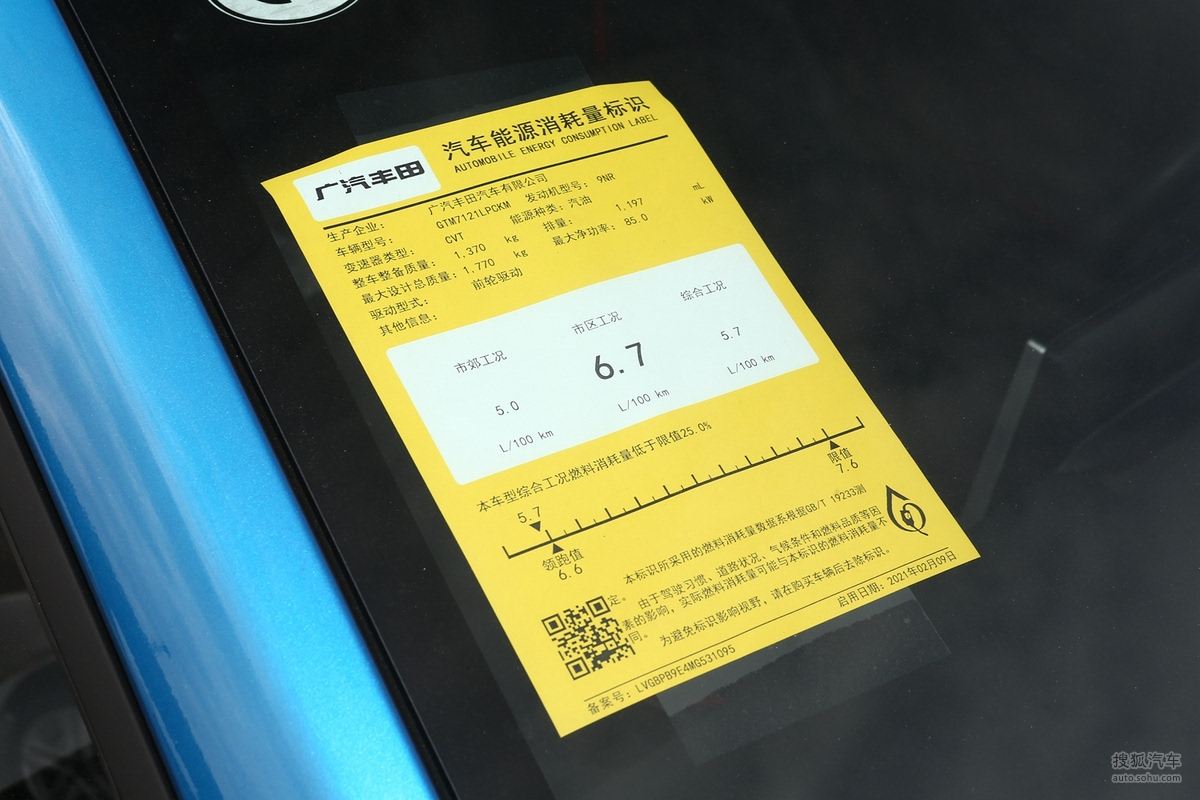 广汽丰田
汽车能源消耗量标识
AUTOMOBILE ENERGY CONSUMPTION LABEL
生产企业: 广汽丰田汽车有限公司
车辆型号: GTM7121LPCKM 发动机型号: 9NR
变速器类型: CVT 能源种类: 汽油
整车整备质量: 1,370 kg 排量: 1.197 mL
最大设计总质量: 1,770 kg 最大净功率: 85.0 kW
驱动型式: 前轮驱动
其他信息:
市郊工况 市区工况 综合工况
5.0 6.7 5.7
L/100 km L/100 km L/100 km
本车型综合工况燃料消耗量低于限值25.0%
5.7
领跑值
6.6
限值
7.6
本标识所采用的燃料消耗量数据系根据GB/T 19233测
定。 由于驾驶习惯、道路状况、气候条件和燃料品质等因
素的影响, 实际燃料消耗量可能与本标识的燃料消耗量不
同。 为避免标识影响视野, 请在购买车辆后去除标识。
启用日期: 2021年02月09日
备案号: LVGBPB9E4MG531095
搜狐汽车
auto.sohu.com